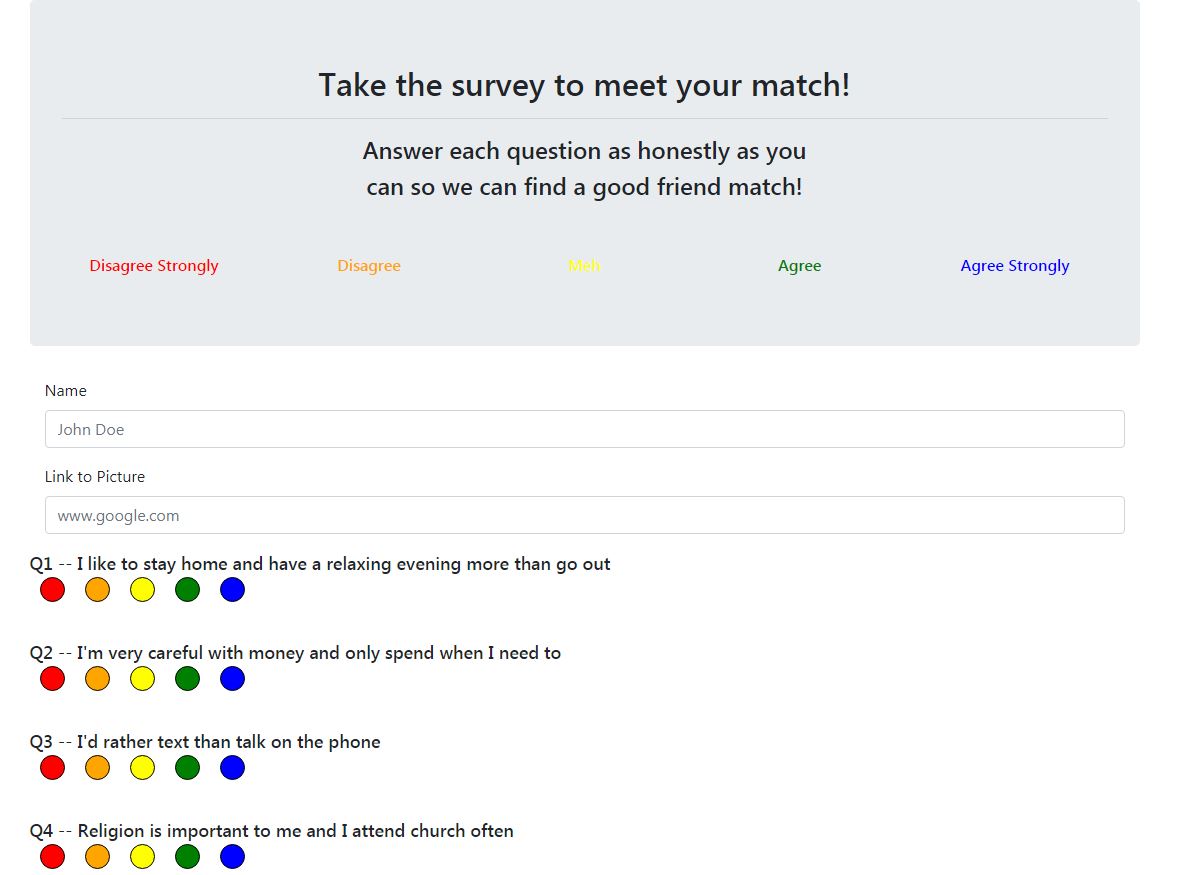 Take the survey to meet your match!
Answer each question as honestly as you
can so we can find a good friend match!
Disagree Strongly Disagree Meh Agree Agree Strongly
Name
John Doe
Link to Picture
www.google.com
Q1 -- I like to stay home and have a relaxing evening more than go out
Q2 -- I'm very careful with money and only spend when I need to
Q3 -- I'd rather text than talk on the phone
Q4 -- Religion is important to me and I attend church often